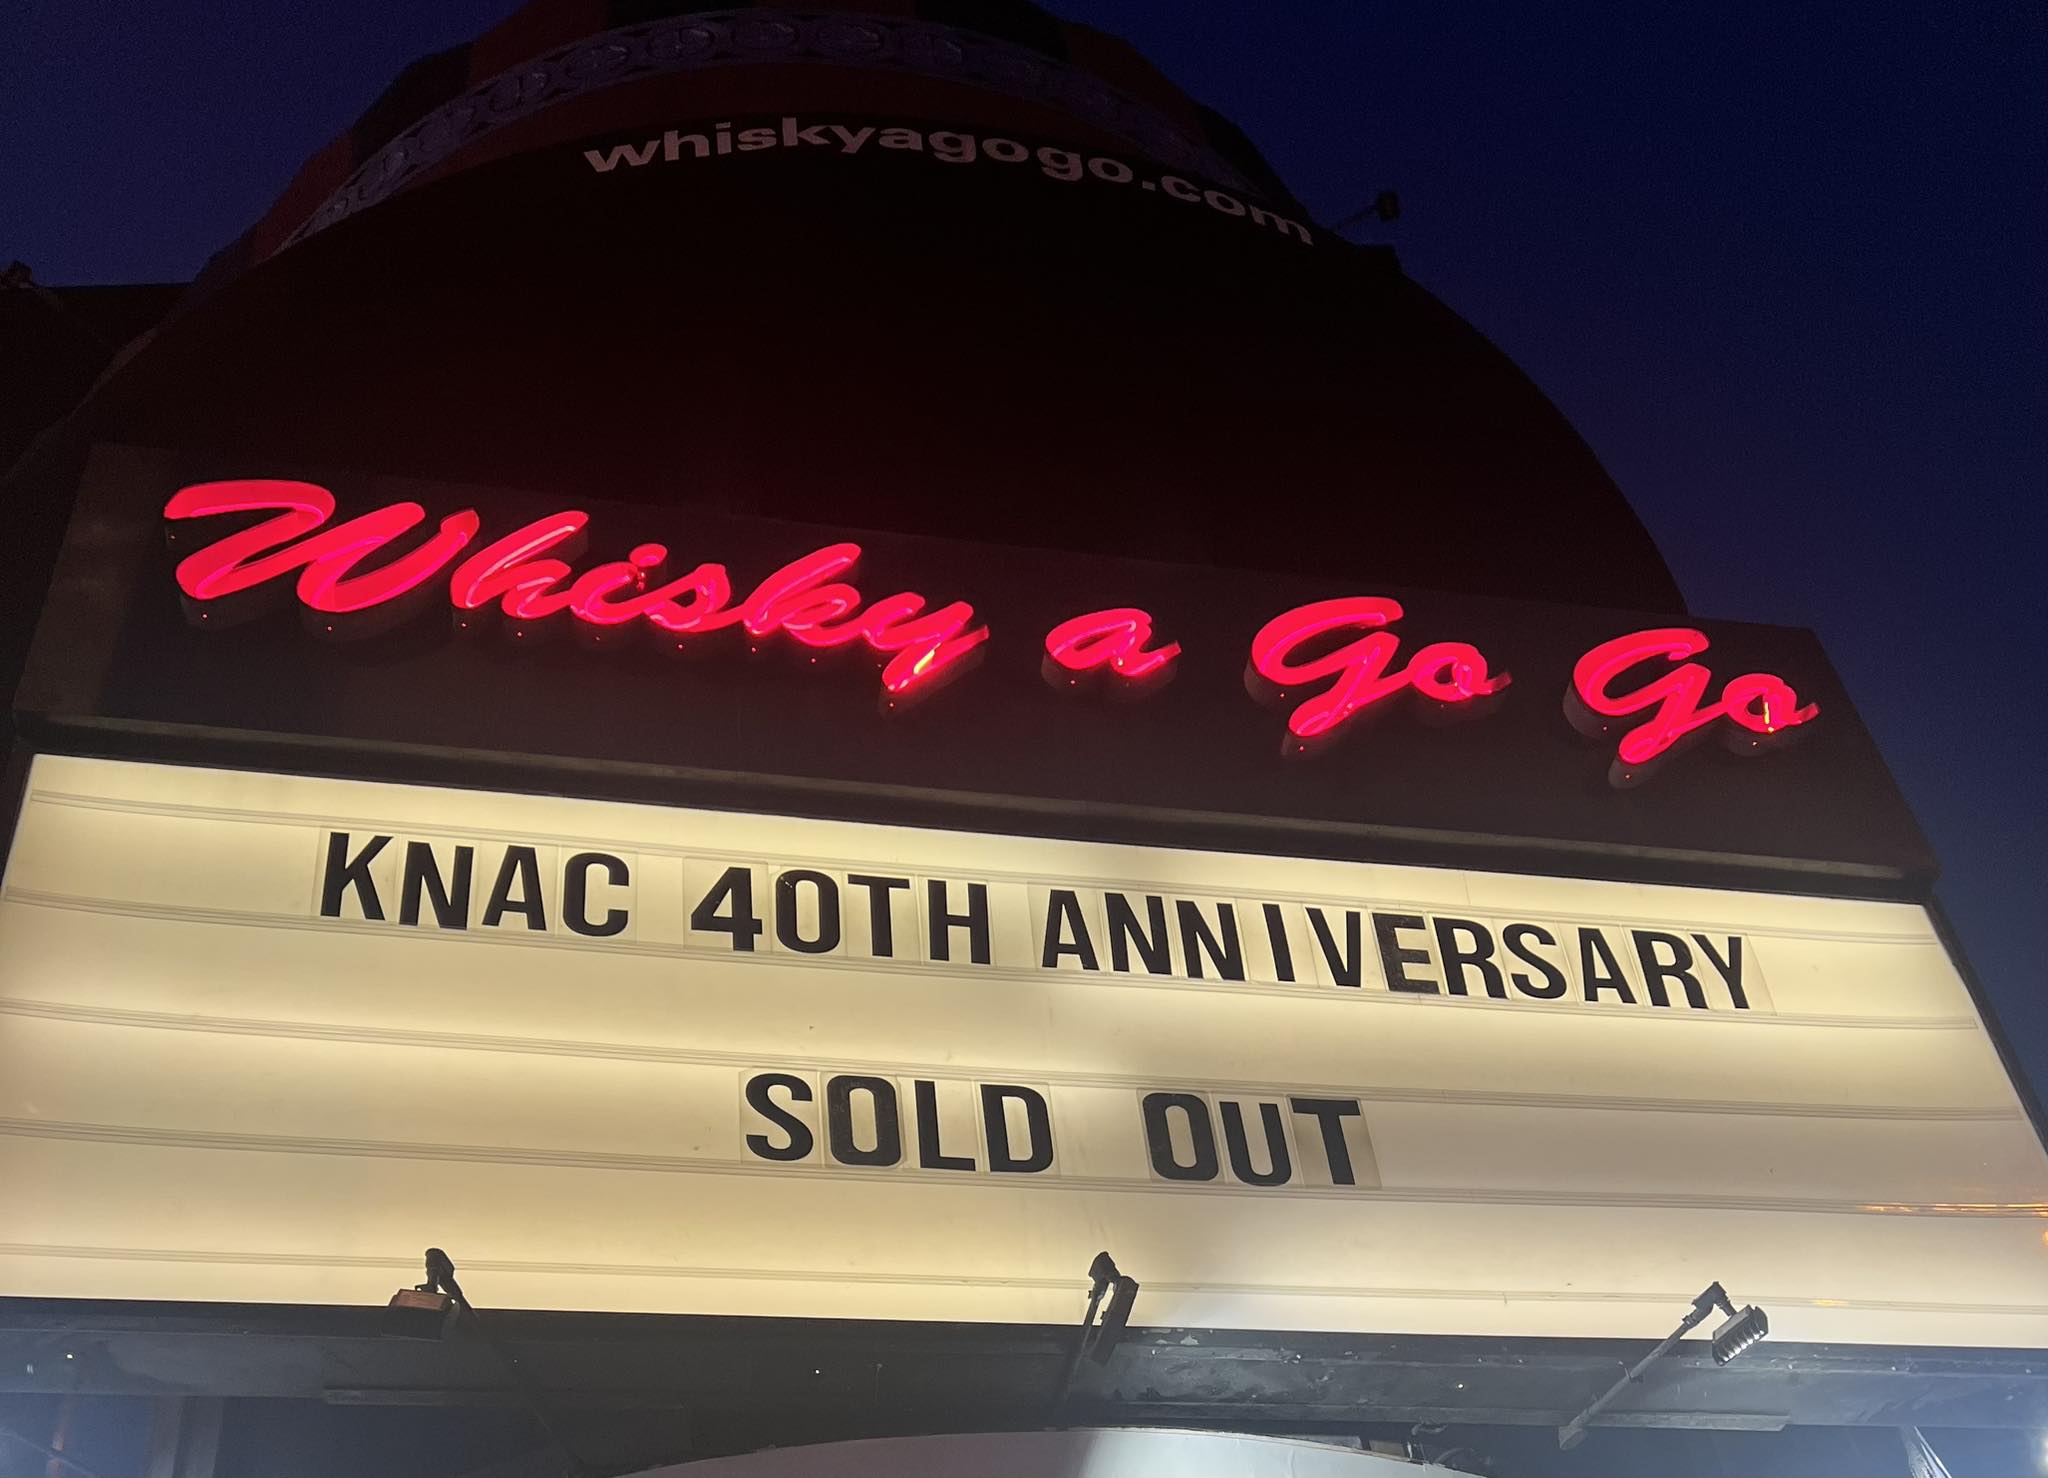 whiskyagogo.com
Whisky a Go Go
KNAC 40TH ANNIVERSARY
SOLD OUT